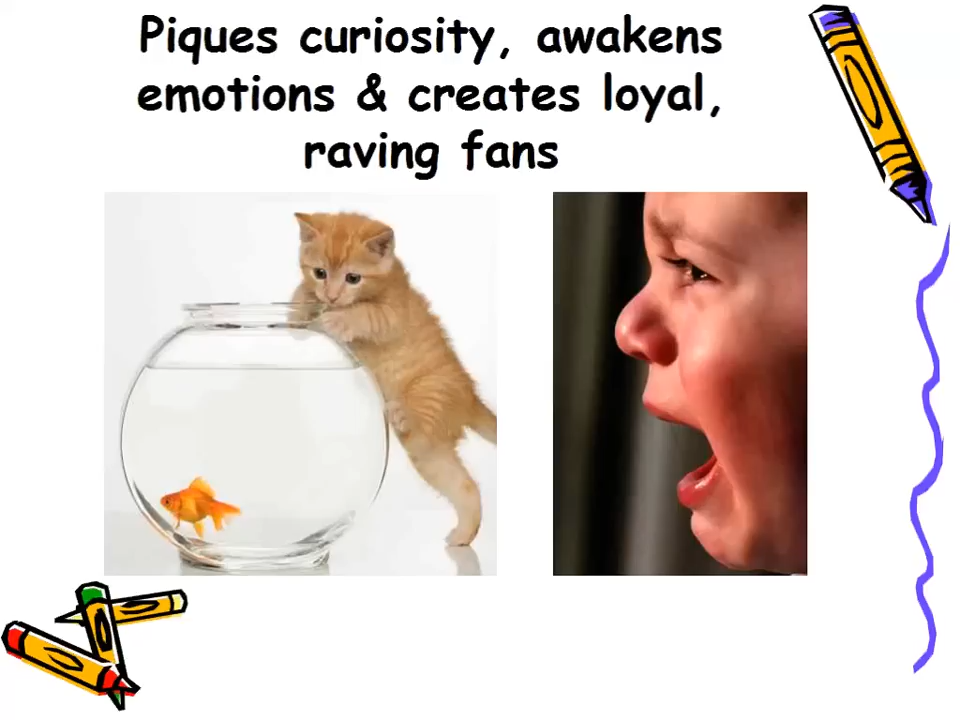 Piques curiosity, awakens
emotions & creates loyal,
raving fans